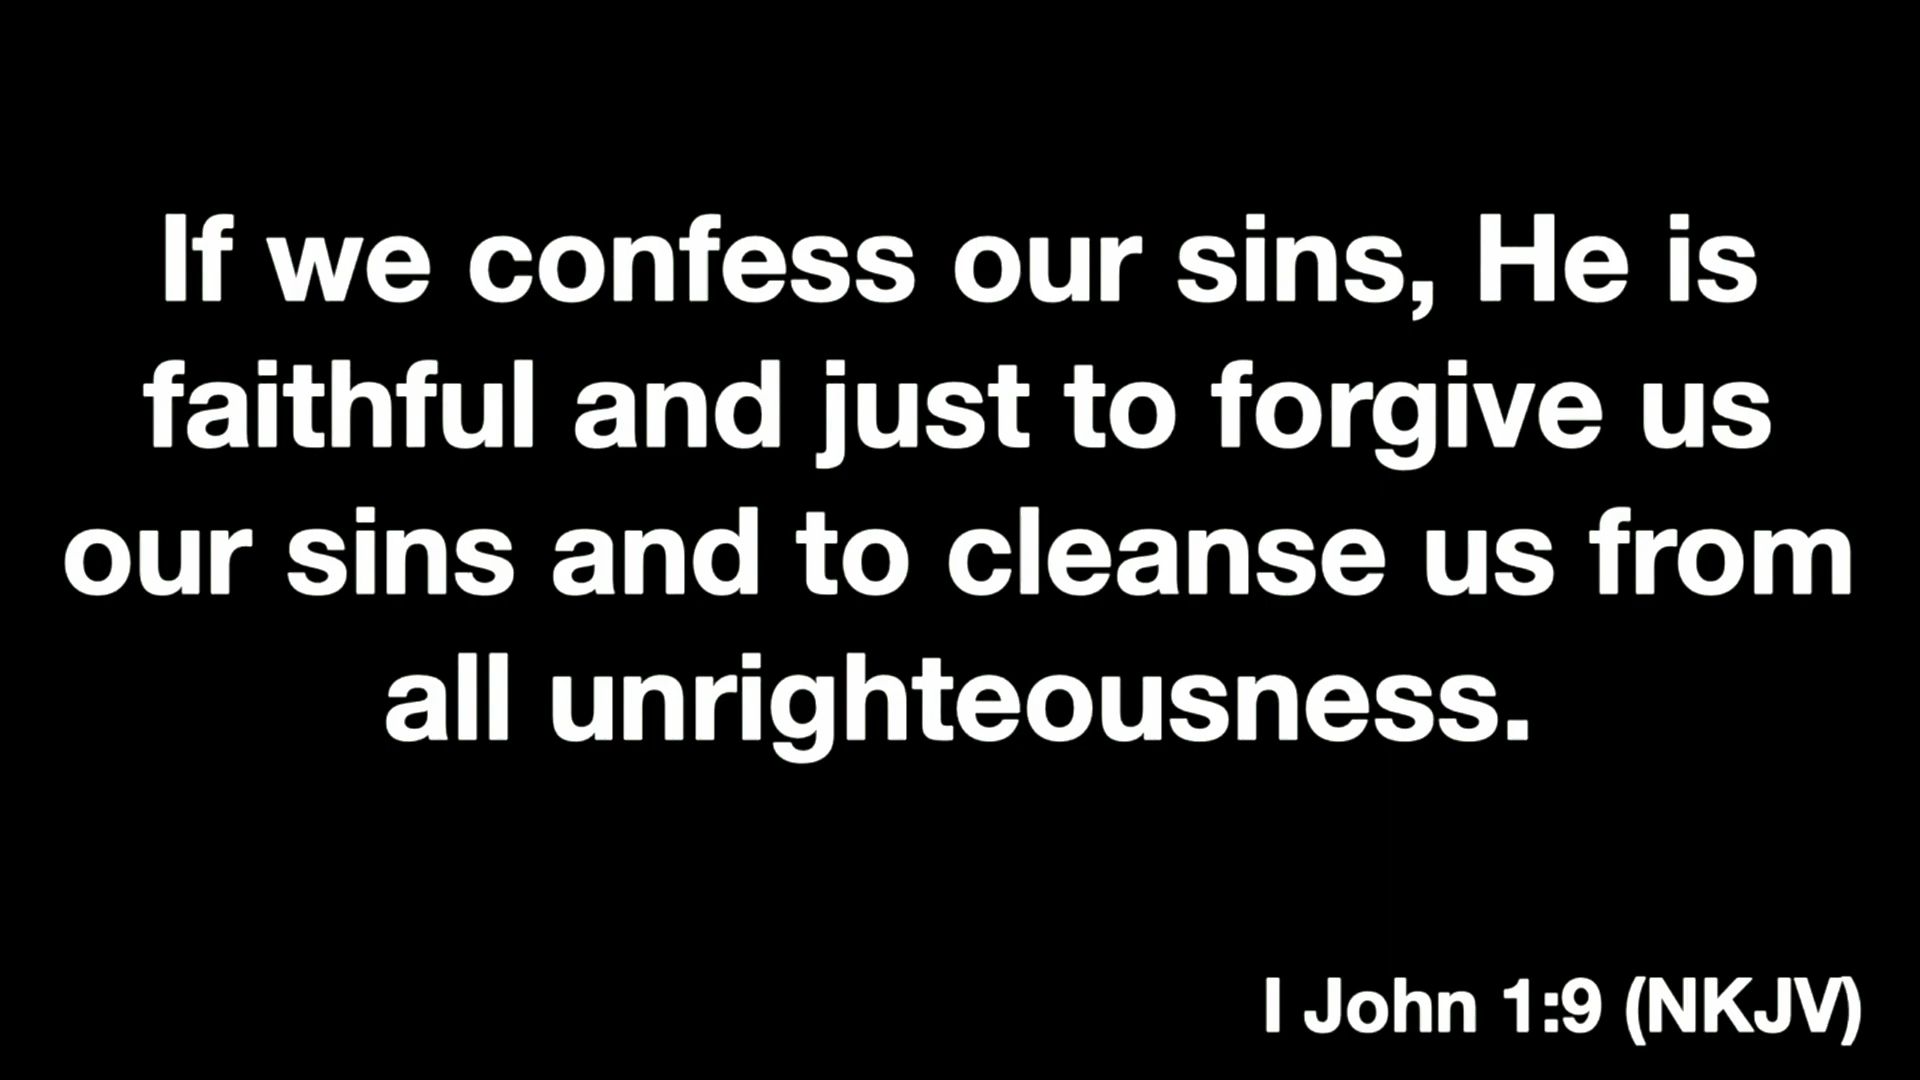 If we confess our sins, He is
faithful and just to forgive us
our sins and to cleanse us from
all unrighteousness.
I John 1:9 (NKJV)